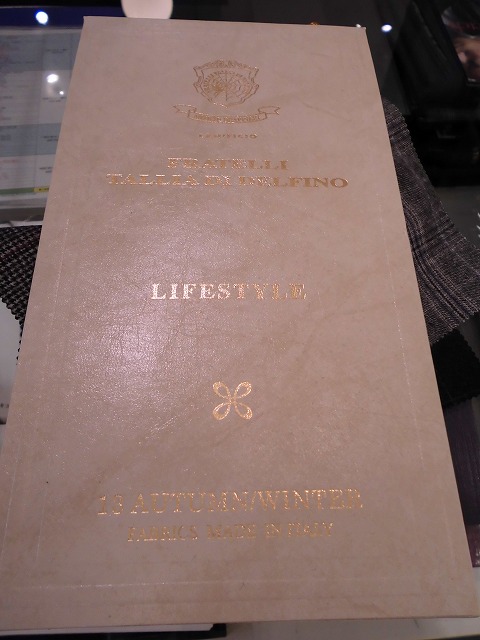 FRATELLI
TALLIA DI DELFINO
LIFESTYLE
13 AUTUMN/WINTER
FABRICS MADE IN ITALY